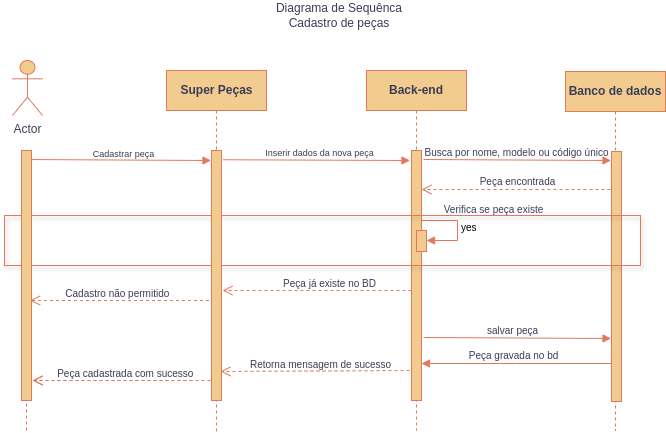 Diagrama de Sequênca
Cadastro de peças
Super Peças
Back-end
Banco de dados
Actor
Cadastrar peça
Inserir dados da nova peça
Busca por nome, modelo ou código único
Peça encontrada
Verifica se peça existe
yes
Peça já existe no BD
Cadastro não permitido
salvar peça
Peça gravada no bd
Retorna mensagem de sucesso
Peça cadastrada com sucesso